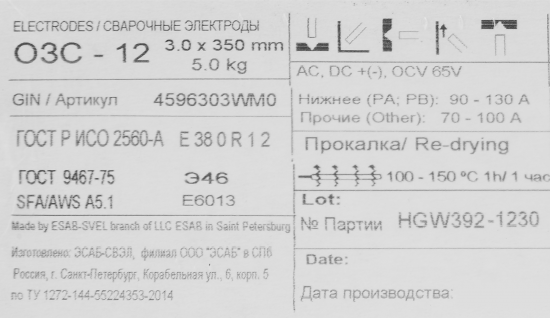 ELECTRODES / СВАРОЧНЫЕ ЭЛЕКТРОДЫ
ОЗС - 12 3.0 x 350 mm
5.0 kg
GIN / Артикул 4596303WM0
ГОСТ Р ИСО 2560-А E 38 0 R 1 2
ГОСТ 9467-75 Э46
SFA/AWS A5.1 E6013
Made by ESAB-SVEL branch of LLC ESAB in Saint Petersburg
Изготовлено: ЭСАБ-СВЭЛ, филиал ООО "ЭСАБ" в СПб
Россия, г. Санкт-Петербург, Корабельная ул., 6, корп. 5
по ТУ 1272-144-55224353-2014
AC, DC +(-), OCV 65V
Нижнее (PA; PB): 90 - 130 A
Прочие (Other): 70 - 100 A
Прокалка/ Re-drying
100 - 150 ºC 1h/ 1 час
Lot:
№ Партии HGW392-1230
Date:
Дата производства: